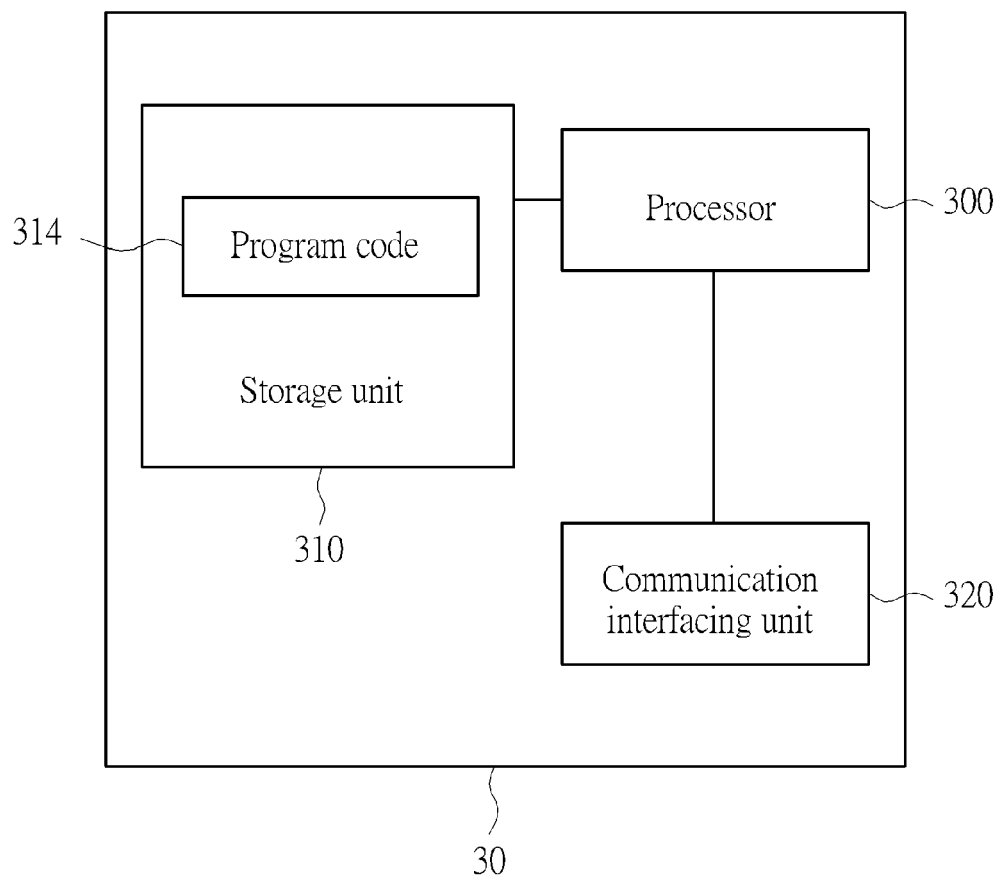 Processor
300
314
Program code
Storage unit
310
Communication
interfacing unit
320
30